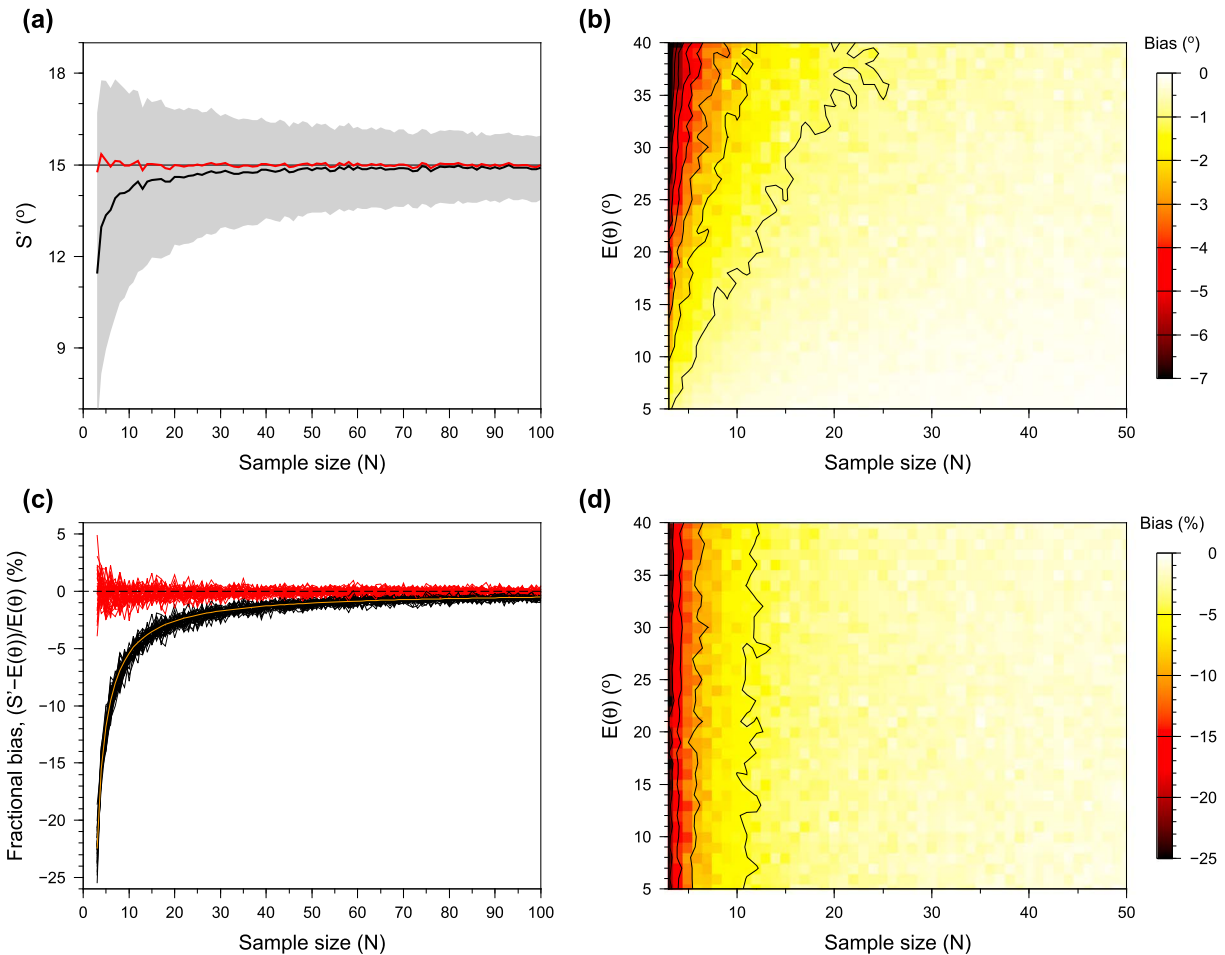 (a)
18
15
12
9
S' (o)
0 10 20 30 40 50 60 70 80 90 100
Sample size (N)
(b)
40
35
30
25
20
15
10
5
E(θ) (o)
10 20 30 40 50
Sample size (N)
Bias (o)
0
−1
−2
−3
−4
−5
−6
−7
(c)
5
0
−5
−10
−15
−20
−25
Fractional bias, (S'−E(θ))/E(θ) (%)
0 10 20 30 40 50 60 70 80 90 100
Sample size (N)
(d)
40
35
30
25
20
15
10
5
E(θ) (o)
10 20 30 40 50
Sample size (N)
Bias (%)
0
−5
−10
−15
−20
−25